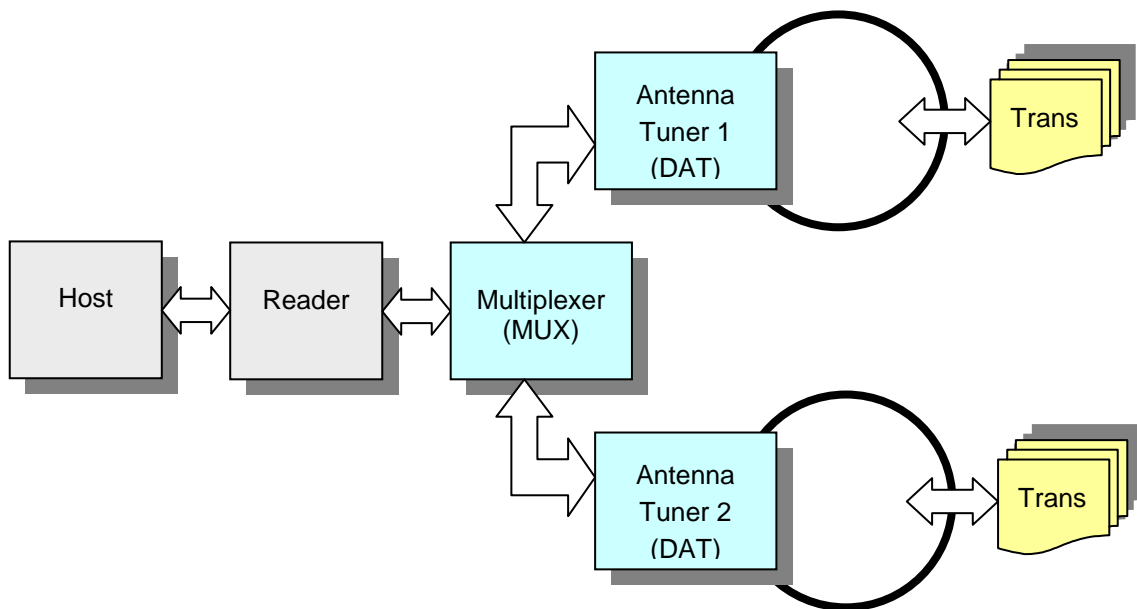 Antenna
Tuner 1
(DAT)
Trans
Host
Reader
Multiplexer
(MUX)
Antenna
Tuner 2
(DAT)
Trans